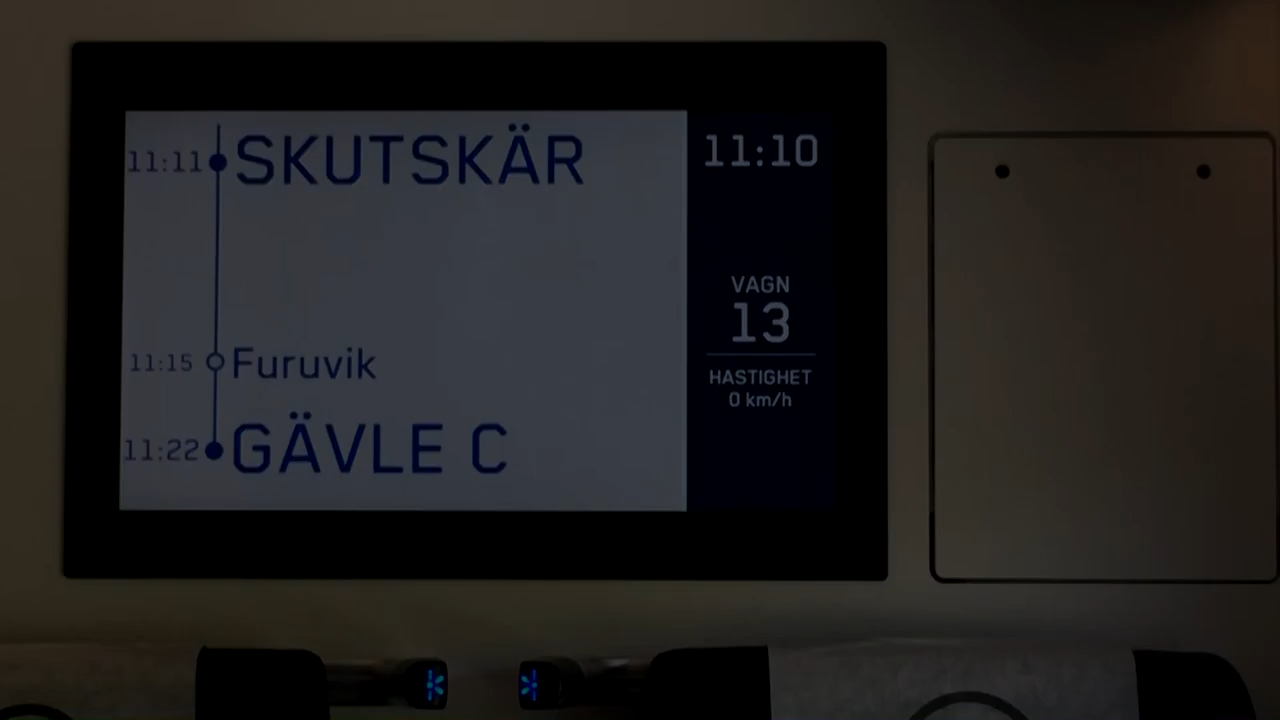 11:11 SKUTSKÄR
11:15 Furuvik
11:22 GÄVLE C
11:10
VAGN
13
HASTIGHET
0 km/h